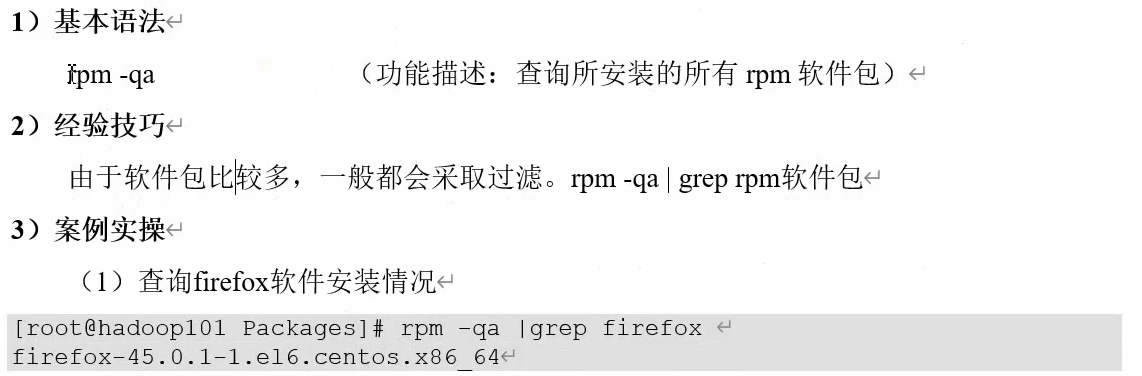 1）基本语法
rpm -qa （功能描述：查询所安装的所有 rpm 软件包）
2）经验技巧
由于软件包比较多，一般都会采取过滤。rpm -qa | grep rpm软件包
3）案例实操
（1）查询firefox软件安装情况
[root@hadoop101 Packages]# rpm -qa |grep firefox
firefox-45.0.1-1.el6.centos.x86_64